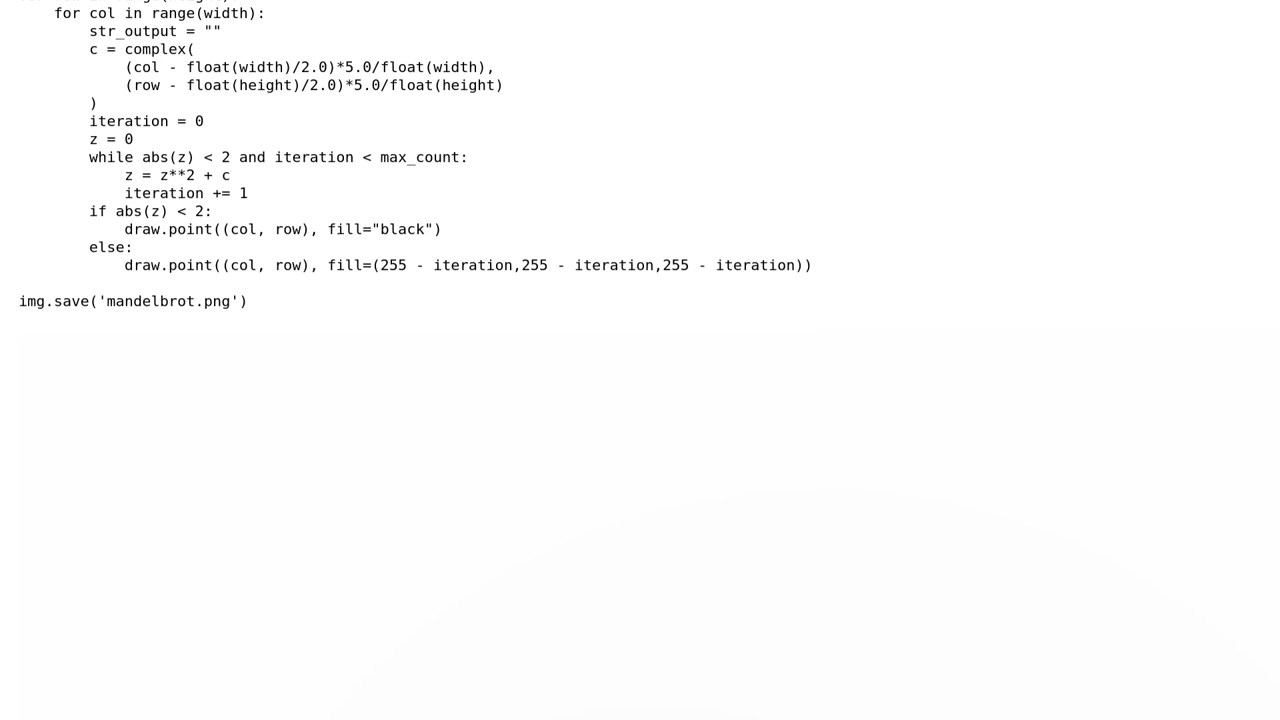 for col in range(width):
        str_output = ""
        c = complex(
            (col - float(width)/2.0)*5.0/float(width),
            (row - float(height)/2.0)*5.0/float(height)
        )
        iteration = 0
        z = 0
        while abs(z) < 2 and iteration < max_count:
            z = z**2 + c
            iteration += 1
        if abs(z) < 2:
            draw.point((col, row), fill="black")
        else:
            draw.point((col, row), fill=(255 - iteration,255 - iteration,255 - iteration))
img.save('mandelbrot.png')